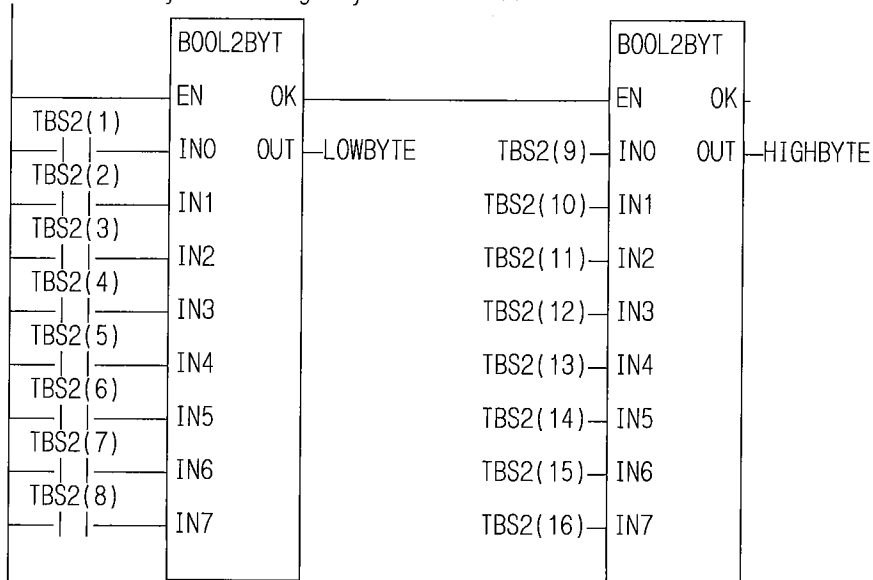 BOOL2BYT BOOL2BYT
EN OK EN OK
TBS2(1)
IN0 OUT LOWBYTE TBS2(9) IN0 OUT HIGHBYTE
TBS2(2)
IN1 TBS2(10) IN1
TBS2(3)
IN2 TBS2(11) IN2
TBS2(4)
IN3 TBS2(12) IN3
TBS2(5)
IN4 TBS2(13) IN4
TBS2(6)
IN5 TBS2(14) IN5
TBS2(7)
IN6 TBS2(15) IN6
TBS2(8)
IN7 TBS2(16) IN7